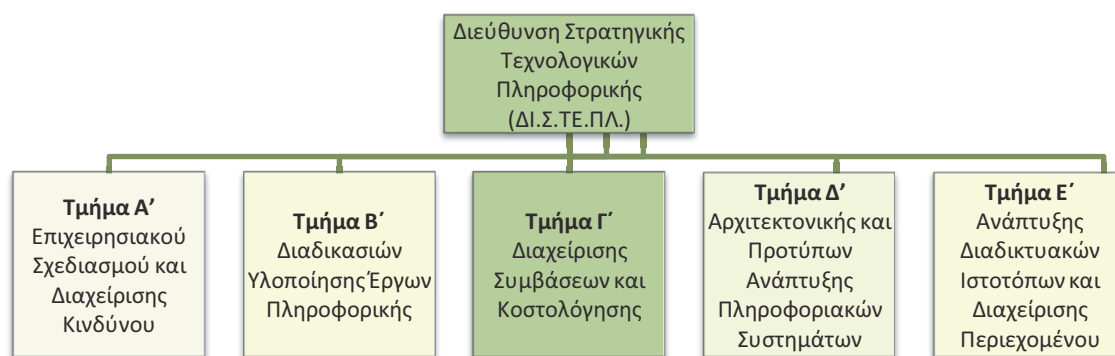 Διεύθυνση Στρατηγικής
Τεχνολογικών
Πληροφορικής
(ΔΙ.Σ.ΤΕ.ΠΛ.)
Τμήμα Α’
Επιχειρησιακού
Σχεδιασμού και
Διαχείρισης
Κινδύνου
Τμήμα Β΄
Διαδικασιών
Υλοποίησης Έργων
Πληροφορικής
Τμήμα Γ΄
Διαχείρισης
Συμβάσεων και
Κοστολόγησης
Τμήμα Δ’
Αρχιτεκτονικής και
Προτύπων
Ανάπτυξης
Πληροφοριακών
Συστημάτων
Τμήμα Ε΄
Ανάπτυξης
Διαδικτυακών
Ιστοτόπων και
Διαχείρισης
Περιεχομένου